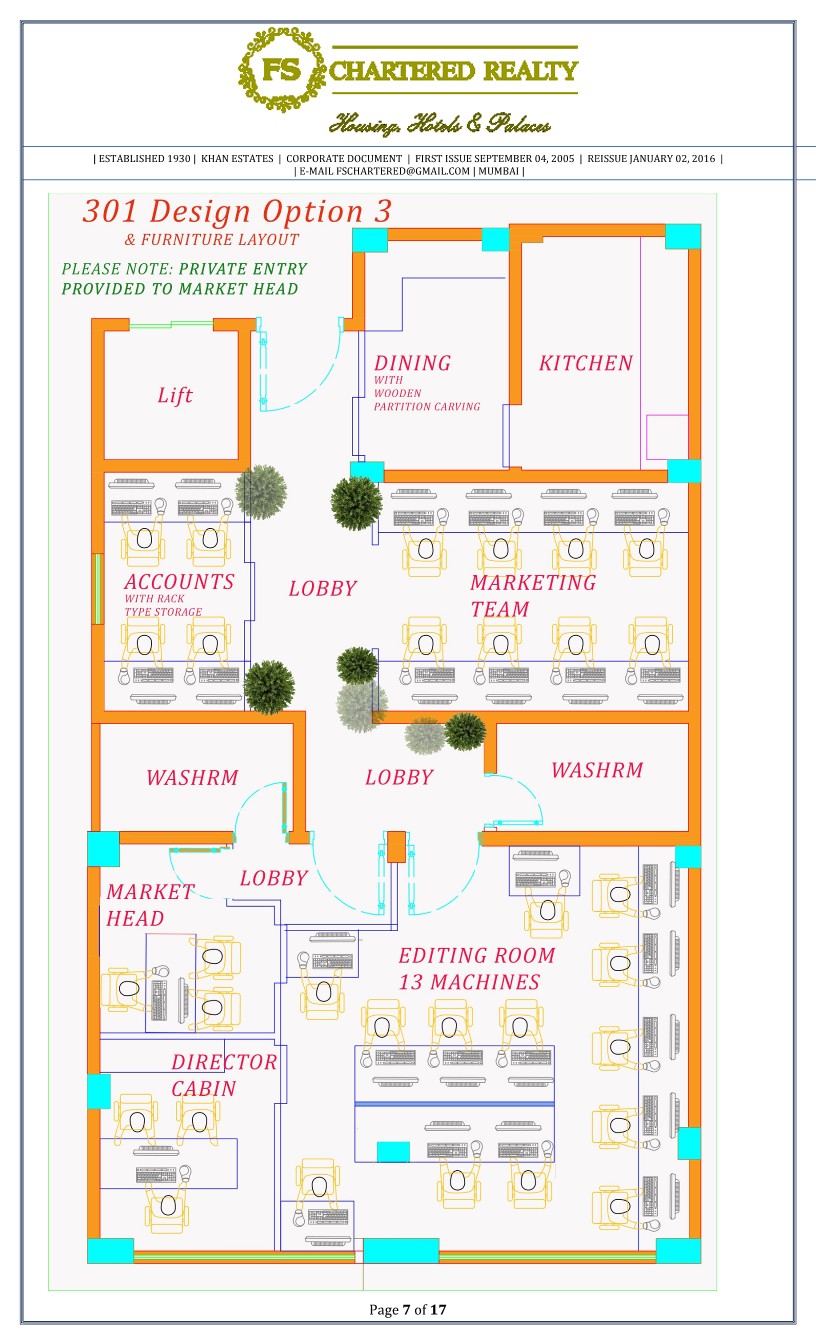 FS
CHARTERED REALTY
Housing, Hotels & Palaces
| ESTABLISHED 1930 | KHAN ESTATES | CORPORATE DOCUMENT | FIRST ISSUE SEPTEMBER 04, 2005 | REISSUE JANUARY 02, 2016 |
| E-MAIL FSCHARTERED@GMAIL.COM | MUMBAI |
301 Design Option 3
& FURNITURE LAYOUT
PLEASE NOTE: PRIVATE ENTRY
PROVIDED TO MARKET HEAD
Lift
DINING
WITH
WOODEN
PARTITION CARVING
KITCHEN
ACCOUNTS
WITH RACK
TYPE STORAGE
LOBBY
MARKETING
TEAM
WASHRM
LOBBY
WASHRM
MARKET
HEAD
LOBBY
EDITING ROOM
13 MACHINES
DIRECTOR
CABIN
Page 7 of 17